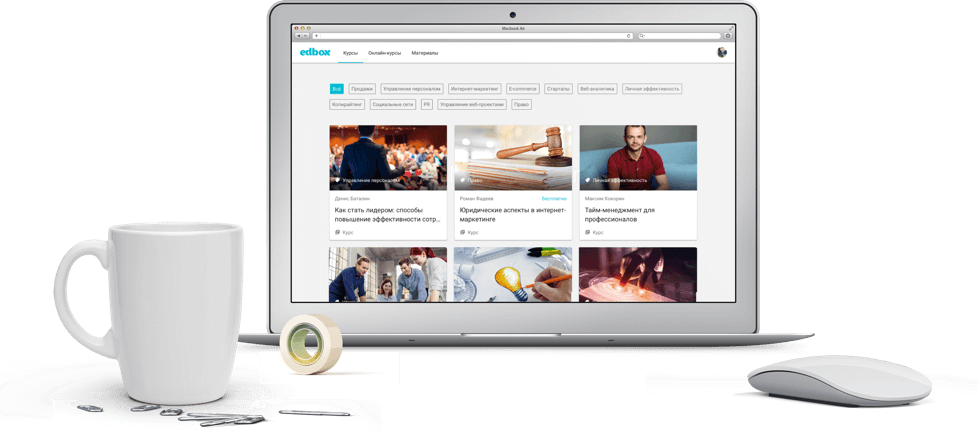 Macbook Air
edbox Курсы Онлайн-курсы Материалы
Все Продажи Управление персоналом Интернет-маркетинг E-commerce Стартапы Веб-аналитика Личная эффективность
Копирайтинг Социальные сети PR Управление веб-проектами Право
Управление персоналом Право Личная эффективность
Денис Баталин Роман Фадеев Бесплатно Максим Хохорин
Как стать лидером: способы Юридические аспекты в интернет- Тайм-менеджмент для
повышение эффективности сотр... маркетинге профессионалов
Курс Курс Курс